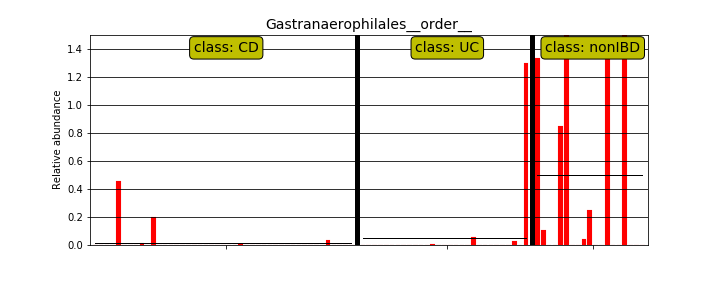 Gastranaerophilales__order__
class: CD
class: UC
class: nonIBD
Relative abundance
1.4
1.2
1.0
0.8
0.6
0.4
0.2
0.0